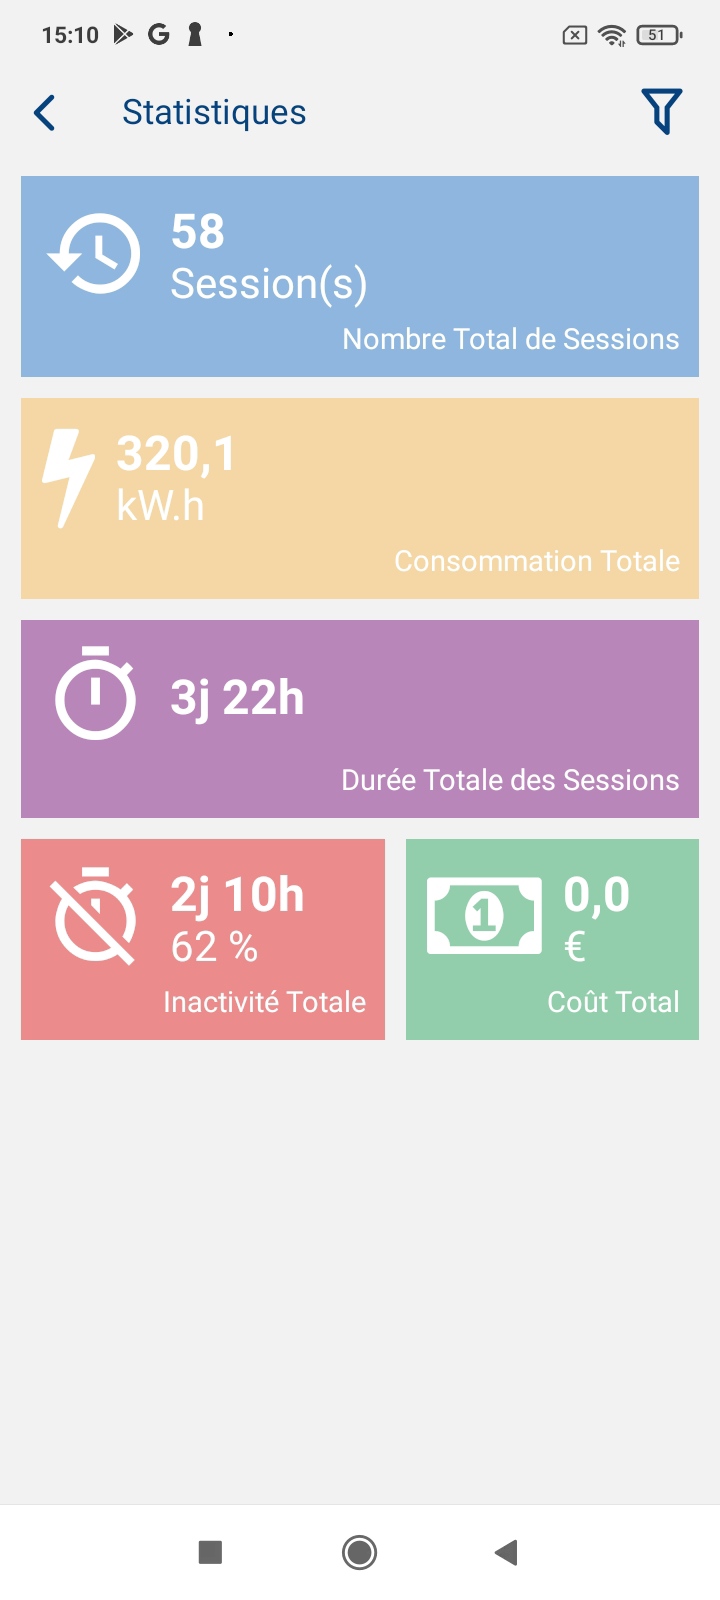 15:10
51
Statistiques
58
Session(s)
Nombre Total de Sessions
320,1
kW.h
Consommation Totale
3j 22h
Durée Totale des Sessions
2j 10h
62 %
Inactivité Totale
1
0,0
€
Coût Total